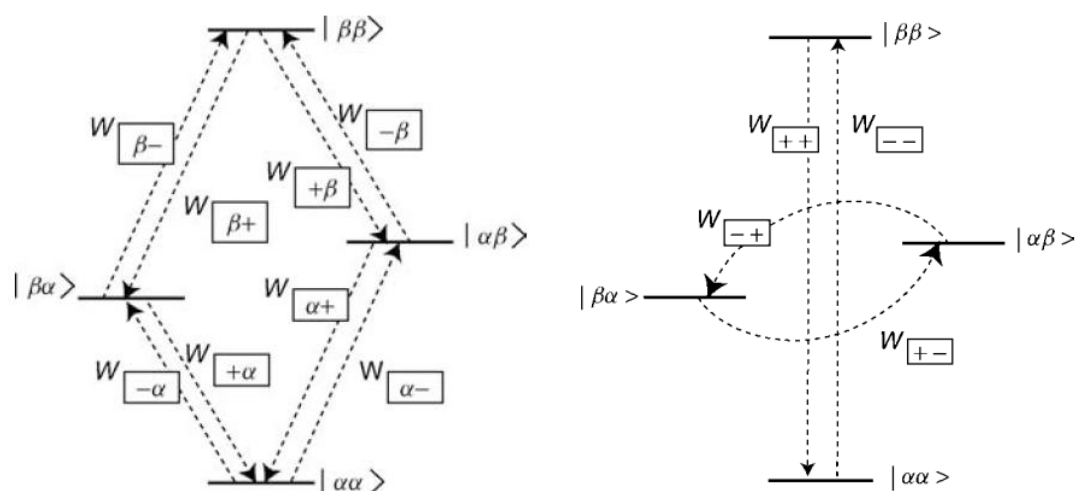 | ββ⟩
W β−
W −β
W +β
W β+
| αβ⟩
| βα⟩
W α+
W +α
W −α
W α−
| αα⟩
| ββ >
W ++
W −−
W −+
| αβ >
| βα >
W +−
| αα >